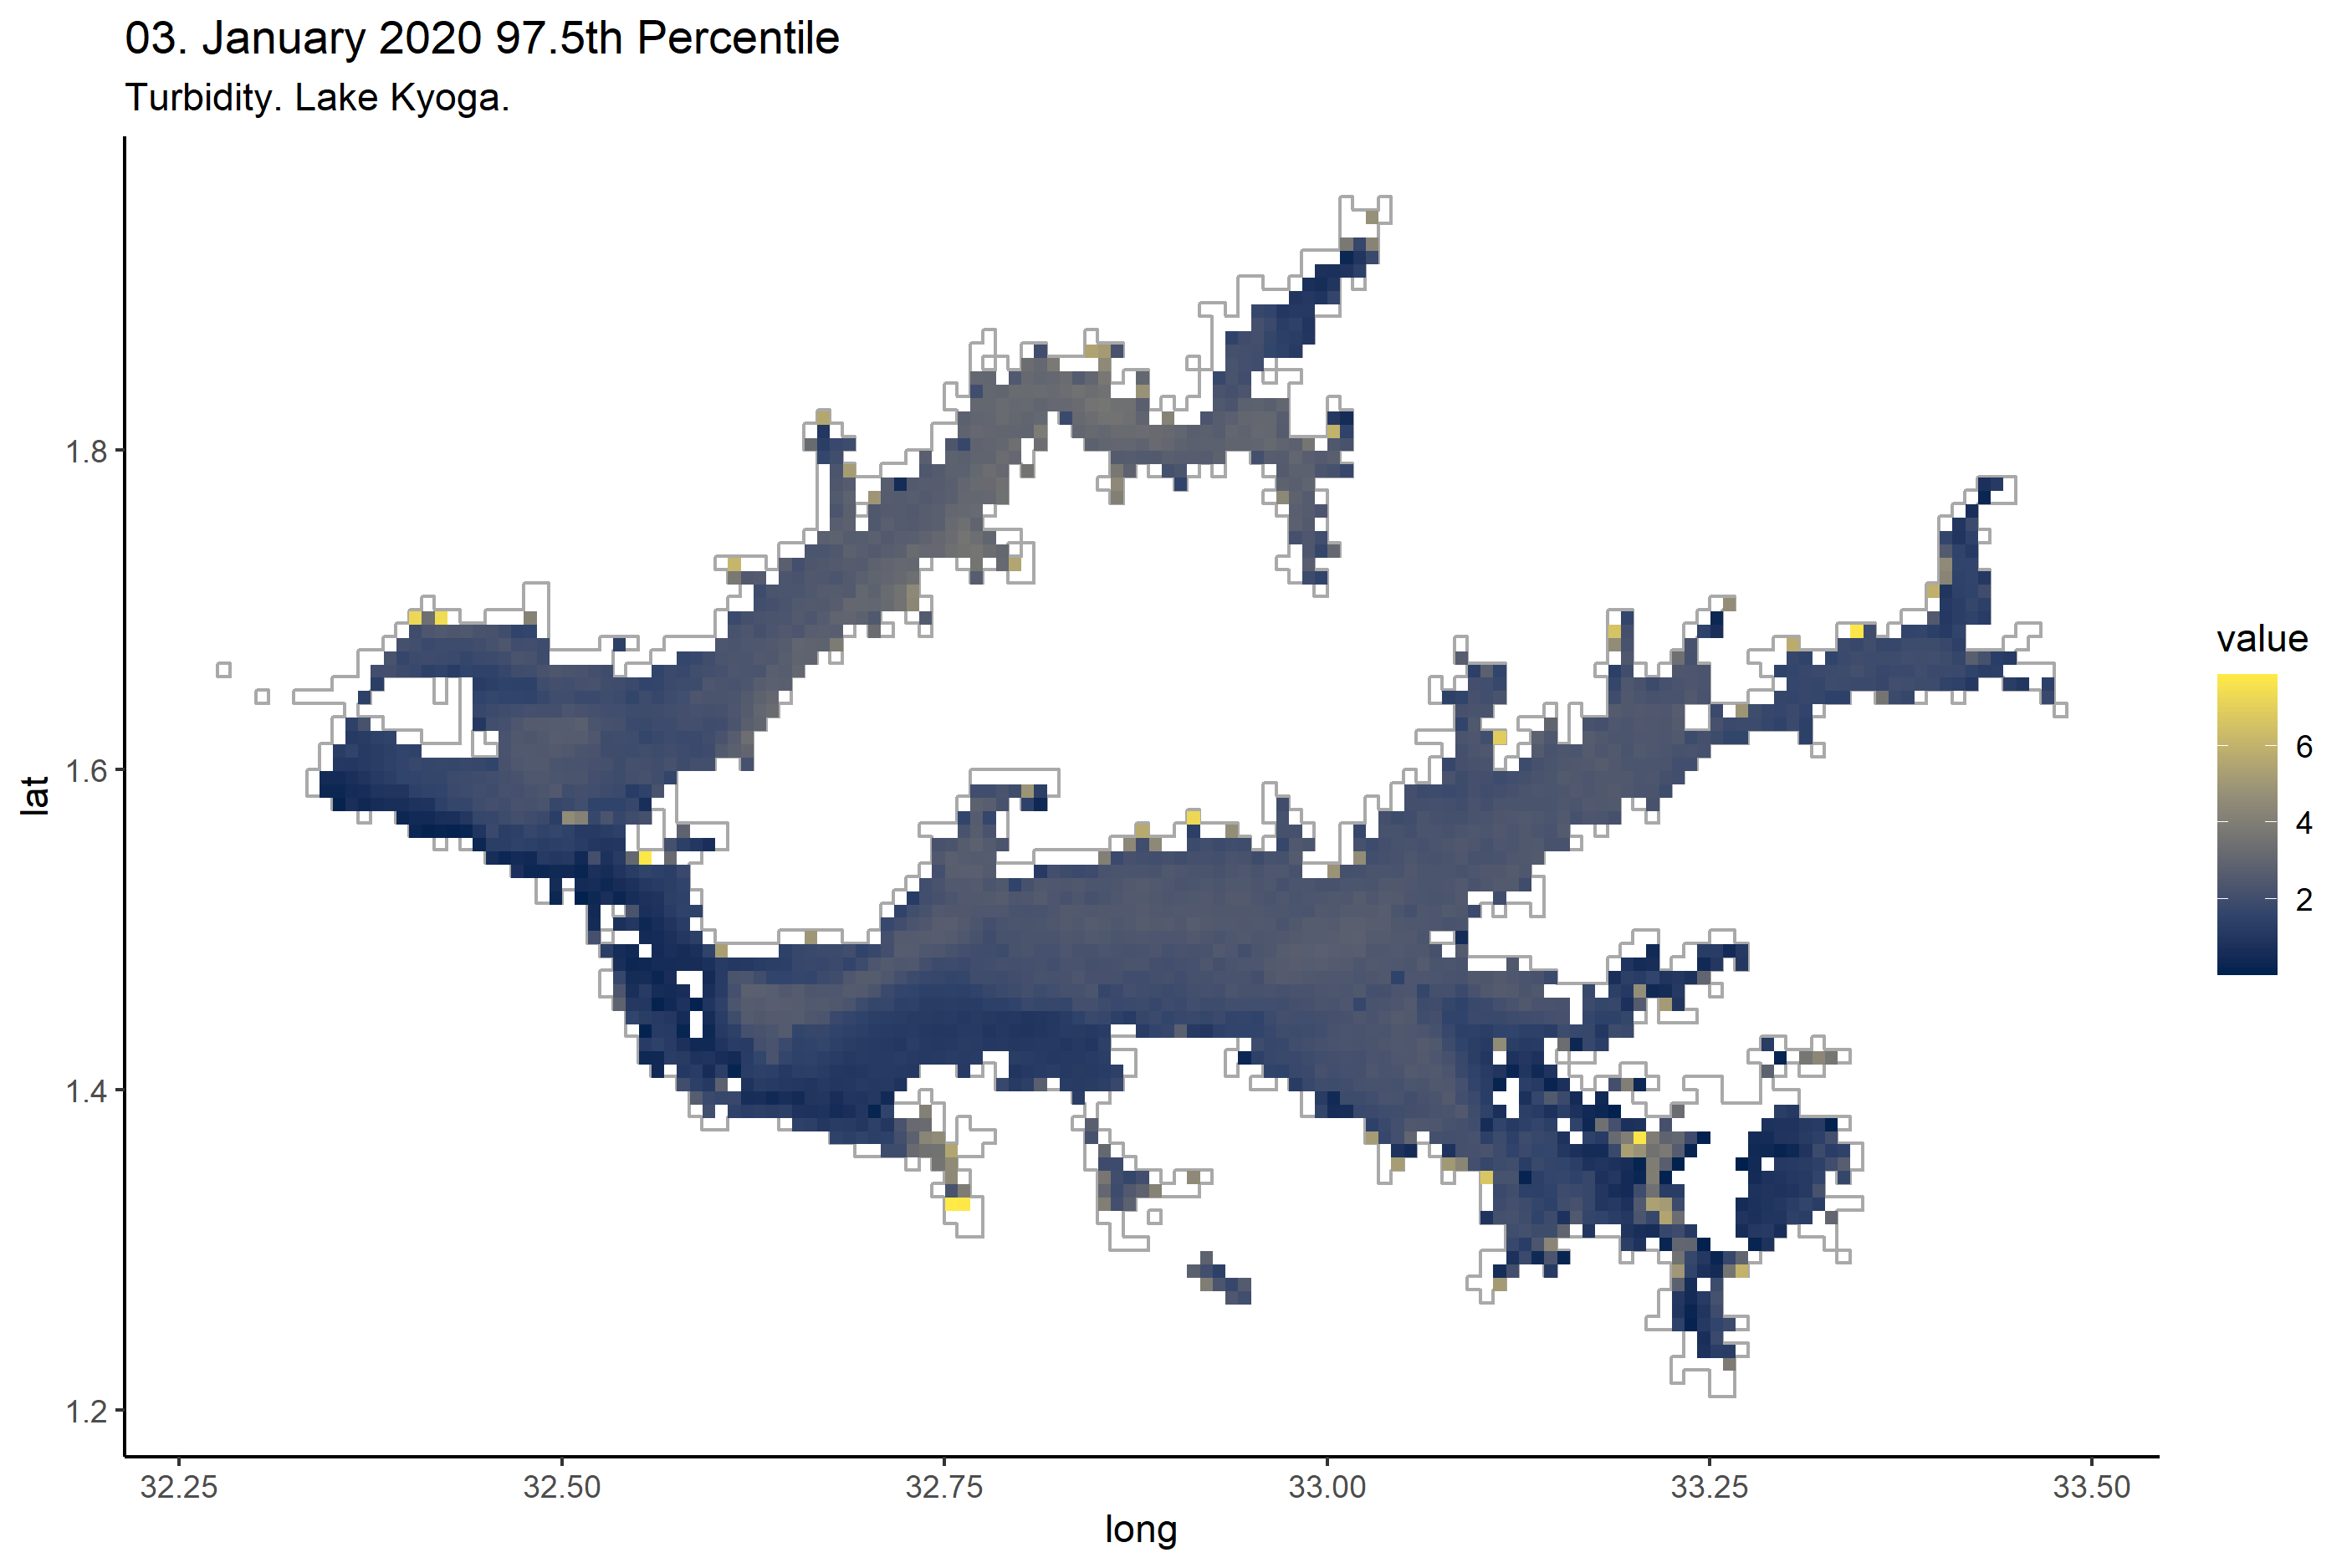 03. January 2020 97.5th Percentile
Turbidity. Lake Kyoga.
1.8
1.6
1.4
1.2
lat
32.25 32.50 32.75 33.00 33.25 33.50
long
value
6
4
2